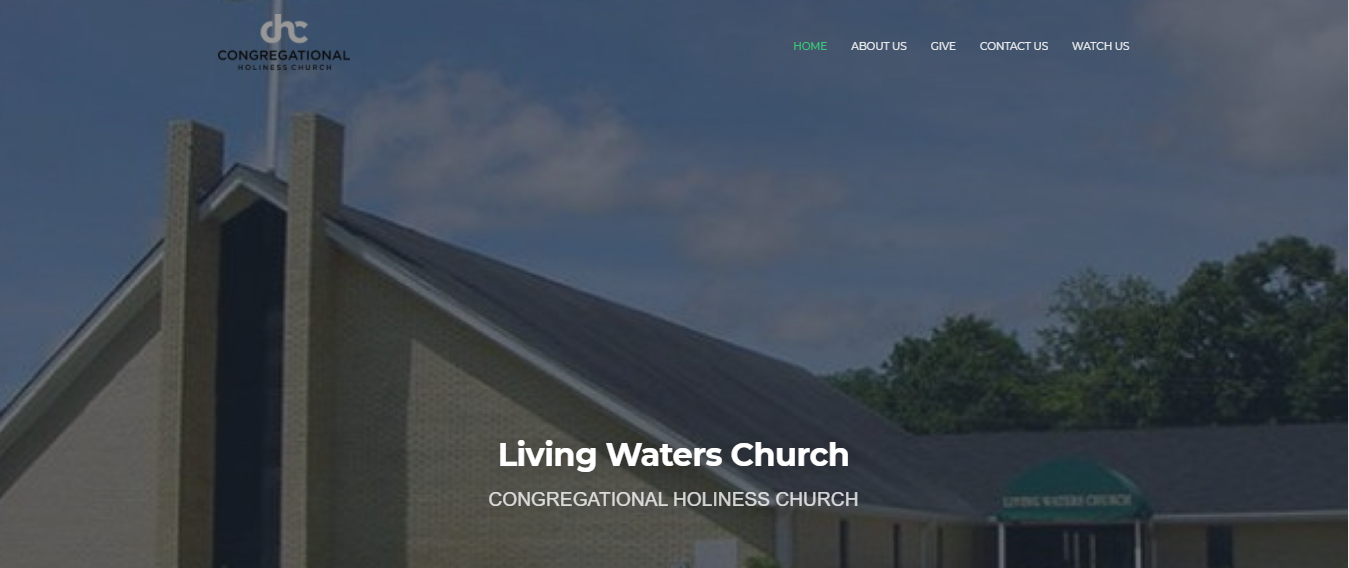 chc
CONGREGATIONAL
HOLINESS CHURCH
HOME ABOUT US GIVE CONTACT US WATCH US
Living Waters Church
CONGREGATIONAL HOLINESS CHURCH
LIVING WATERS CHURCH